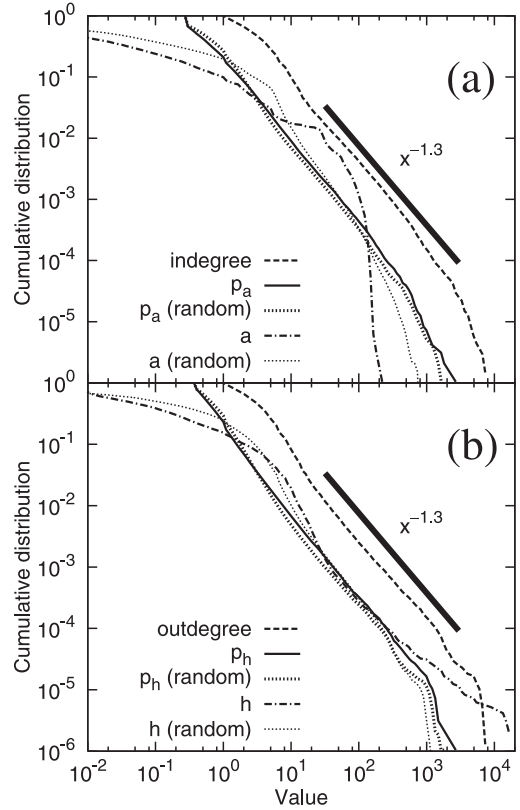 10^0
10^-1
10^-2
10^-3
10^-4
10^-5
Cumulative distribution
(a)
x^-1.3
indegree
p_a
p_a (random)
a
a (random)
10^0
10^-1
10^-2
10^-3
10^-4
10^-5
10^-6
Cumulative distribution
(b)
x^-1.3
outdegree
p_h
p_h (random)
h
h (random)
10^-2 10^-1 10^0 10^1 10^2 10^3 10^4
Value